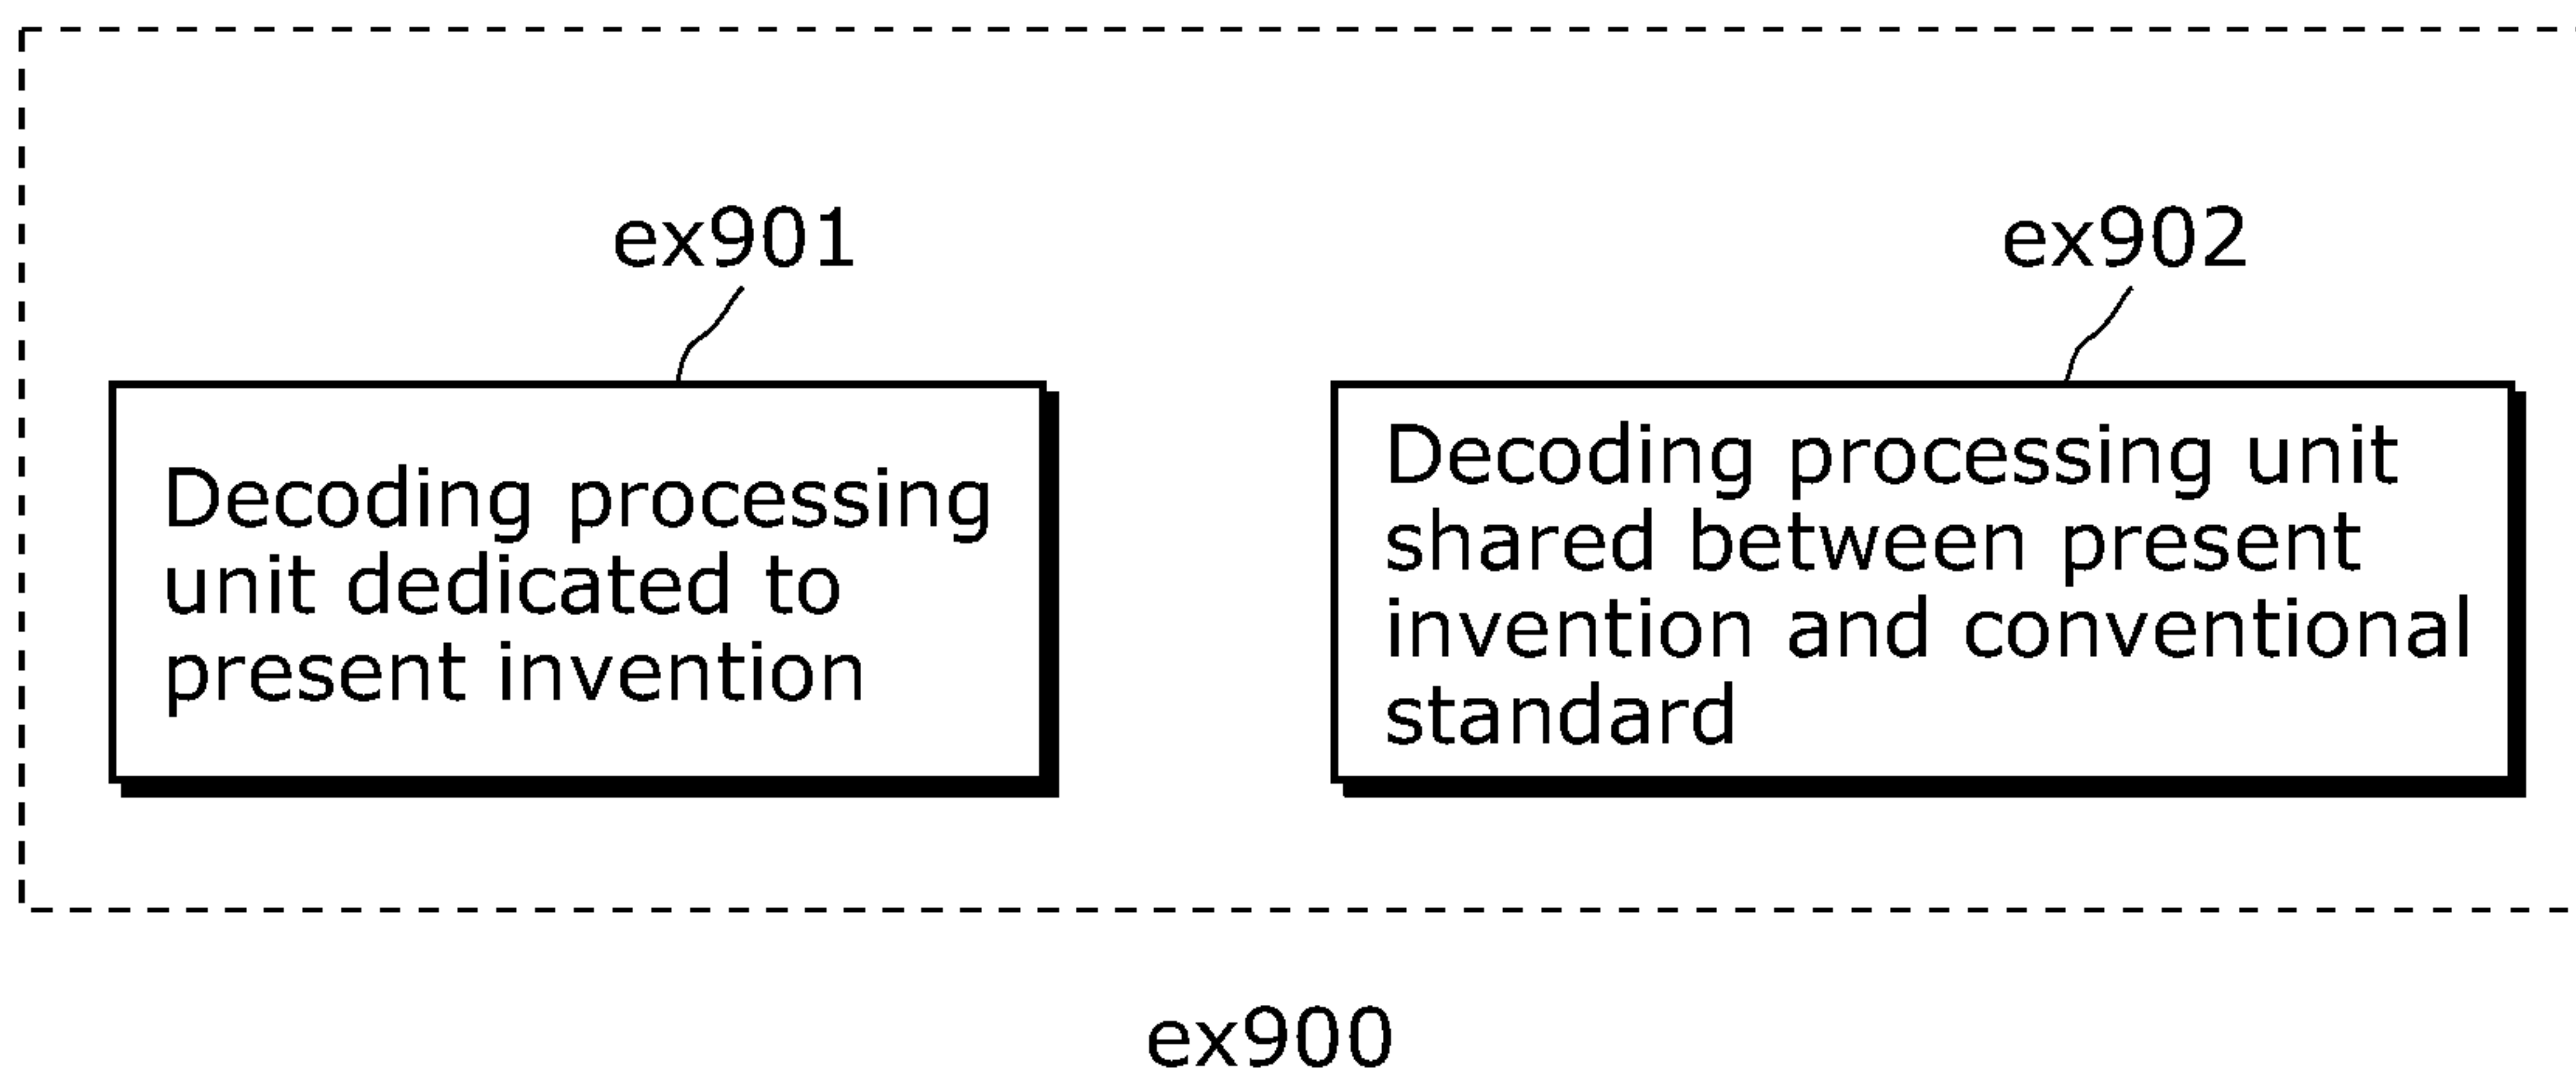 ex901
ex902
Decoding processing
unit dedicated to
present invention
Decoding processing unit
shared between present
invention and conventional
standard
ex900